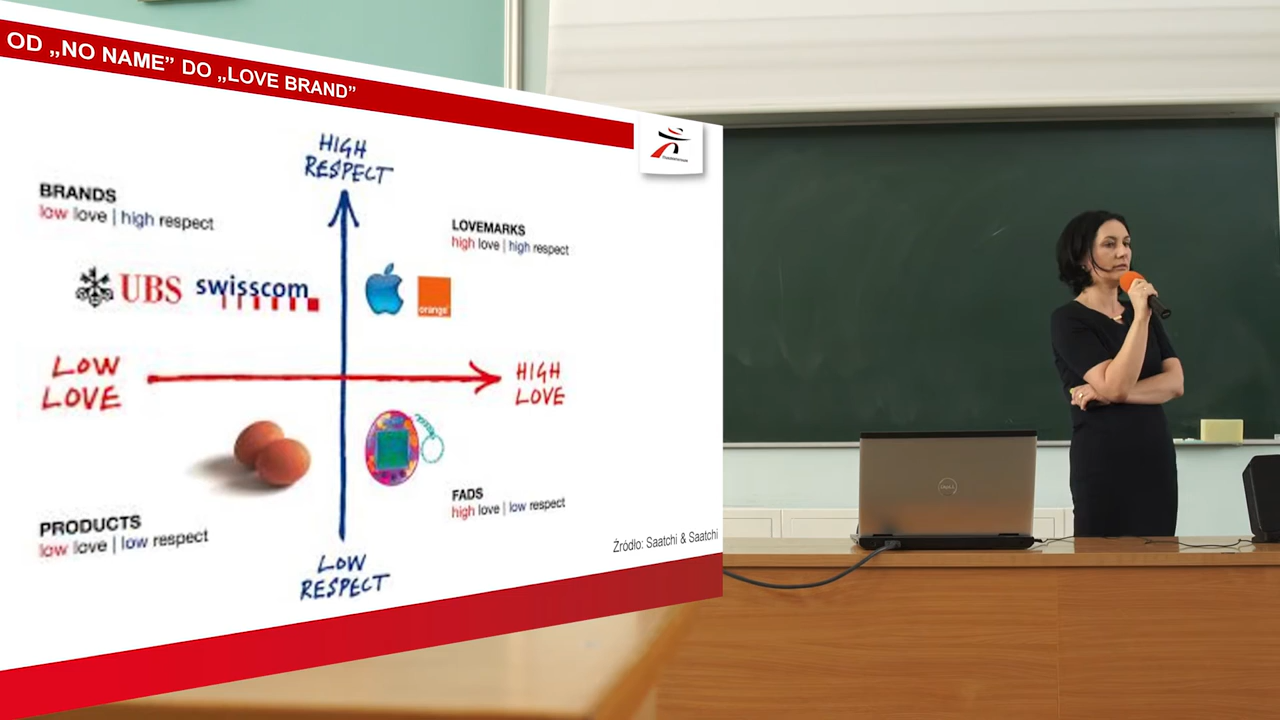 OD „NO NAME” DO „LOVE BRAND”
HIGH
RESPECT
BRANDS
low love | high respect
LOVEMARKS
high love | high respect
UBS
swisscom
orange
LOW
LOVE
HIGH
LOVE
FADS
high love | low respect
PRODUCTS
low love | low respect
LOW
RESPECT
Źródło: Saatchi & Saatchi
DELL